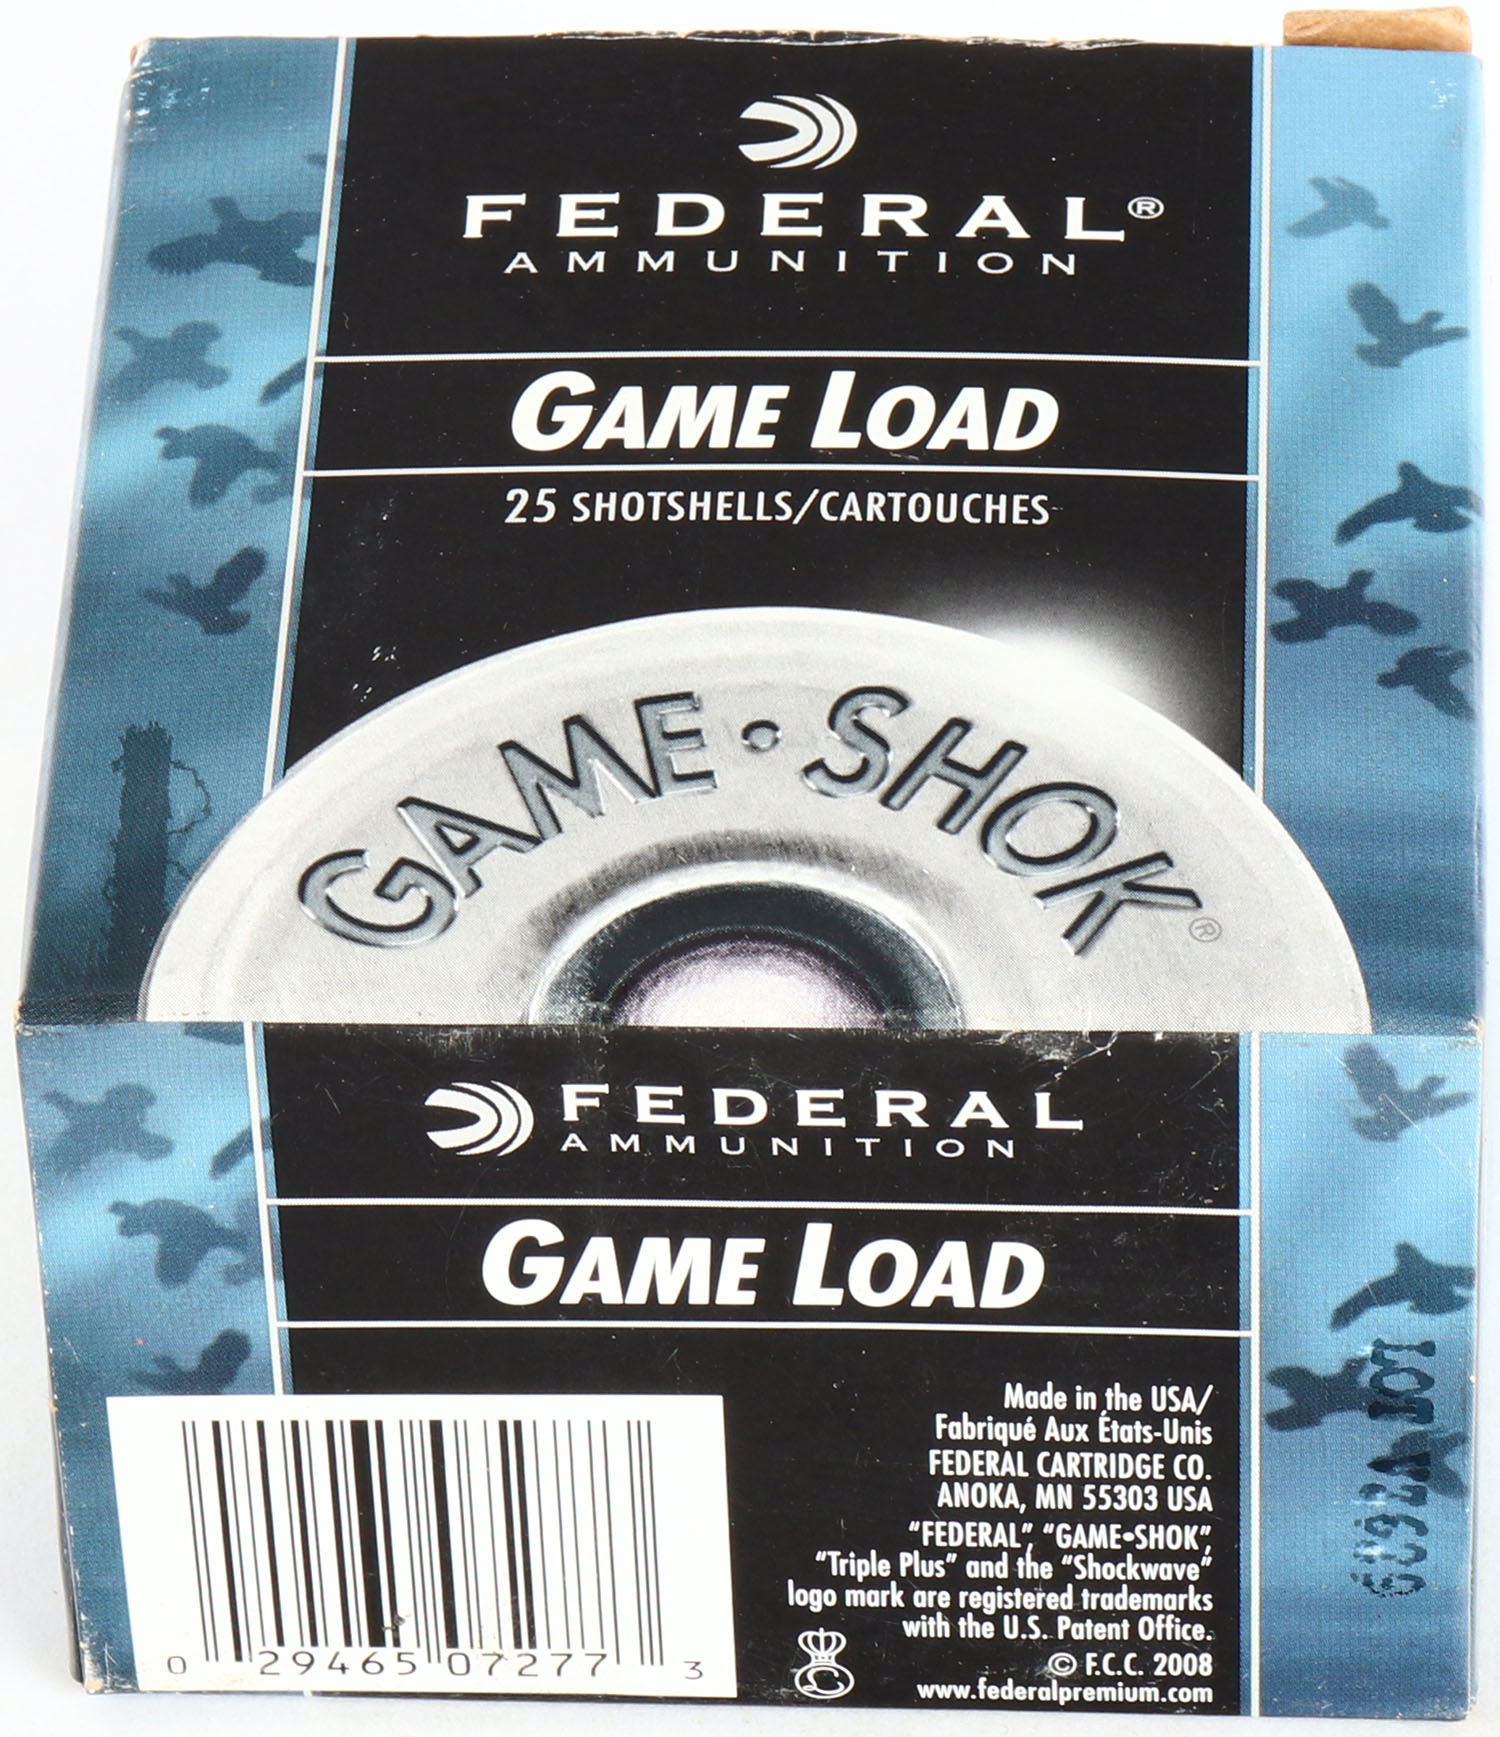 FEDERAL®
AMMUNITION
GAME LOAD
25 SHOTSHELLS/CARTOUCHES
GAME•SHOK®
FEDERAL
AMMUNITION
GAME LOAD
Made in the USA/
Fabriqué Aux États-Unis
FEDERAL CARTRIDGE CO.
ANOKA, MN 55303 USA
“FEDERAL”, “GAME•SHOK”,
“Triple Plus” and the “Shockwave”
logo mark are registered trademarks
with the U.S. Patent Office.
© F.C.C. 2008
www.federalpremium.com
0 29465 07277 3
LOT